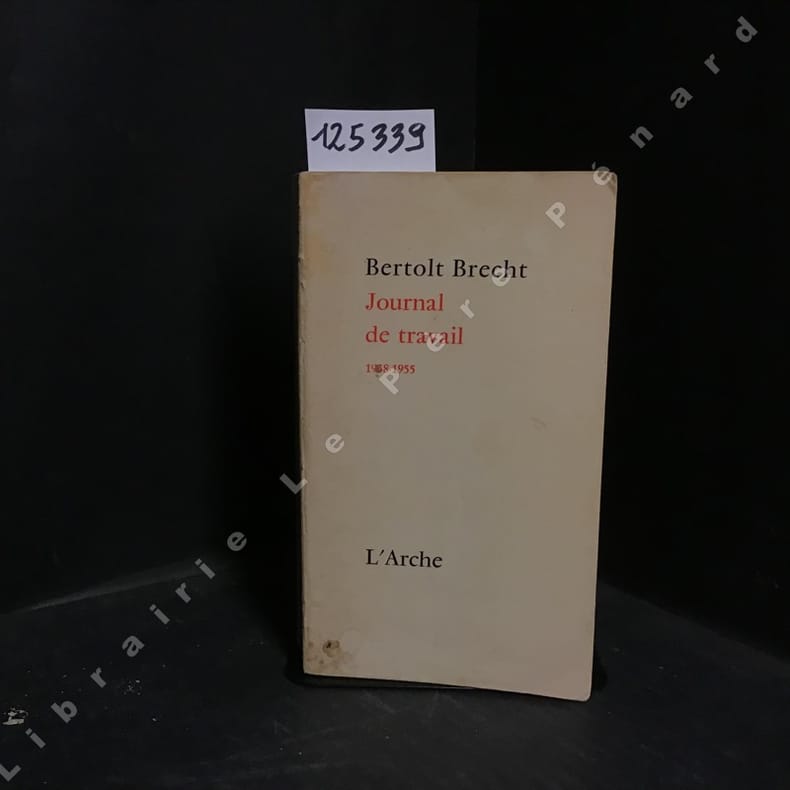 125339
Bertolt Brecht
Journal
de travail
1938-1955
L'Arche
Librairie Le Père Pénard